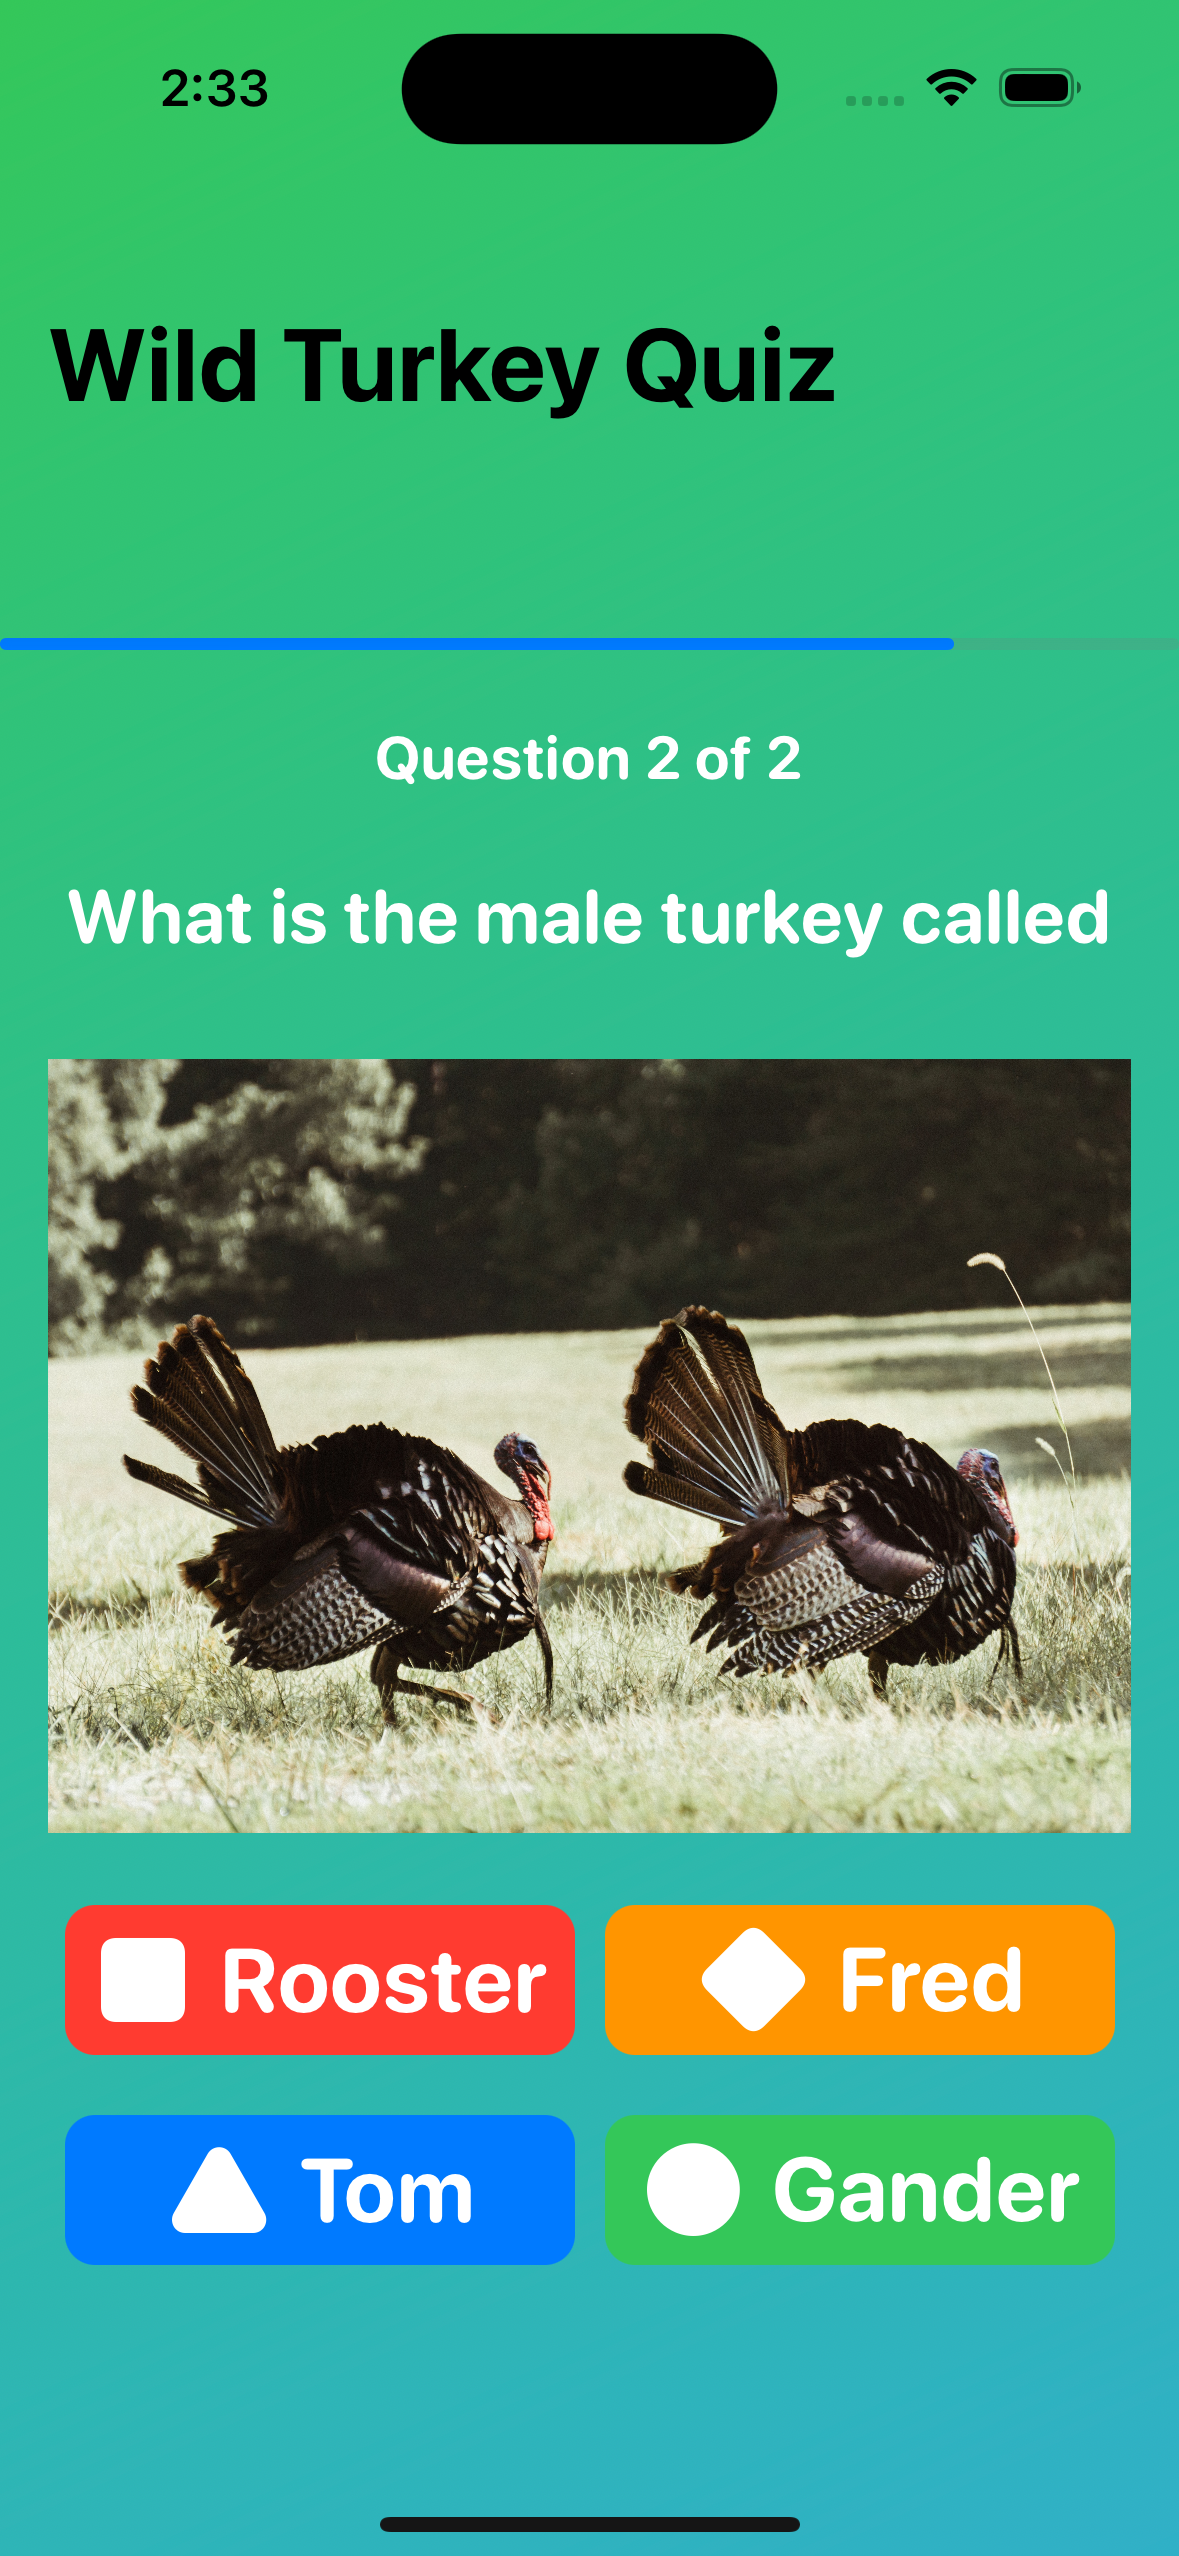 2:33
Wild Turkey Quiz
Question 2 of 2
What is the male turkey called
Rooster
Fred
Tom
Gander